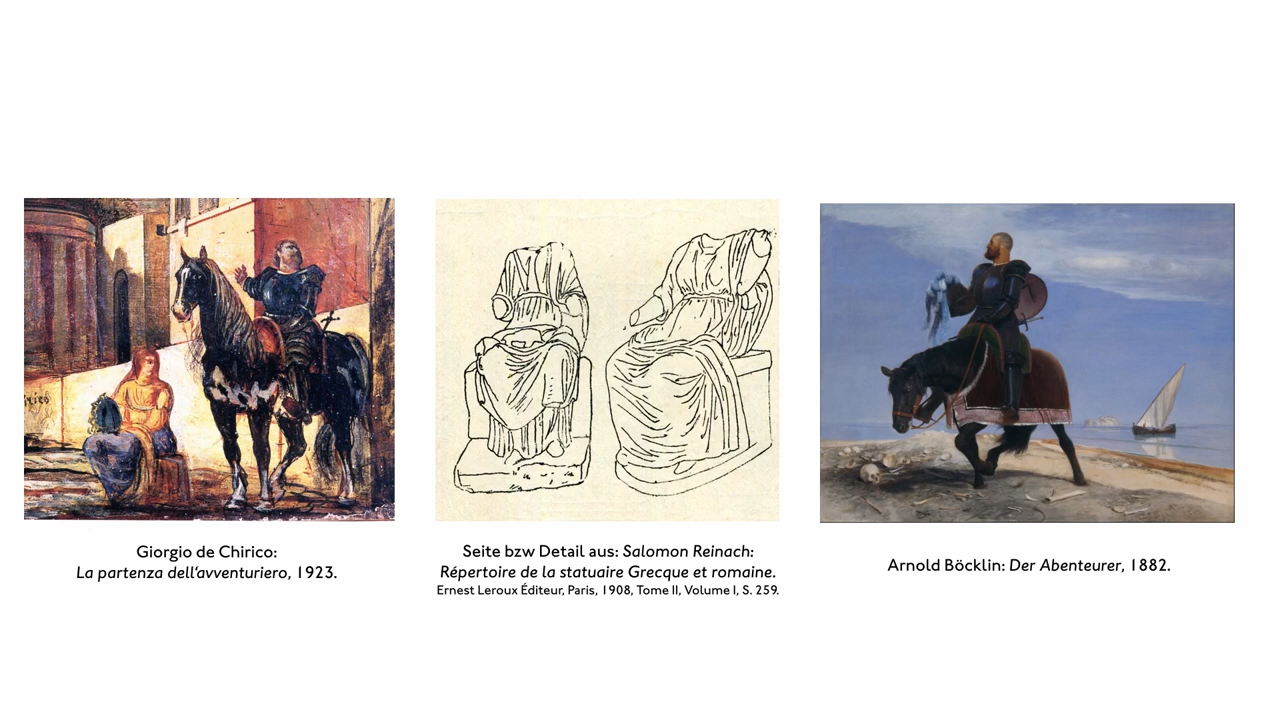 Giorgio de Chirico:
La partenza dell‘avventuriero, 1923.
Seite bzw Detail aus: Salomon Reinach:
Répertoire de la statuaire Grecque et romaine.
Ernest Leroux Éditeur, Paris, 1908, Tome II, Volume I, S. 259.
Arnold Böcklin: Der Abenteurer, 1882.